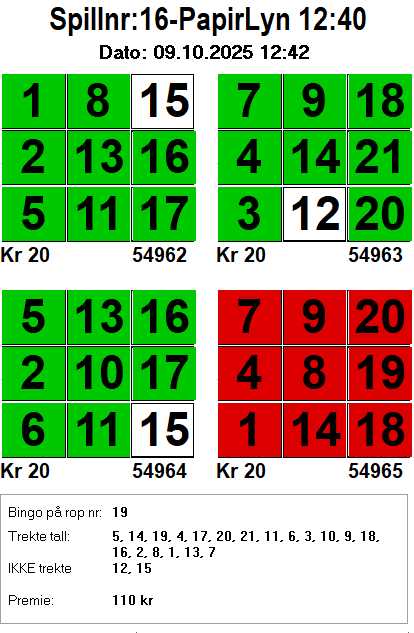 Spillnr:16-PapirLyn 12:40
Dato: 09.10.2025 12:42
1 8 15 7 9 18
2 13 16 4 14 21
5 11 17 3 12 20
Kr 20 54962 Kr 20 54963
5 13 16 7 9 20
2 10 17 4 8 19
6 11 15 1 14 18
Kr 20 54964 Kr 20 54965
Bingo på rop nr: 19
Trekte tall: 5, 14, 19, 4, 17, 20, 21, 11, 6, 3, 10, 9, 18,
16, 2, 8, 1, 13, 7
IKKE trekte 12, 15
Premie: 110 kr